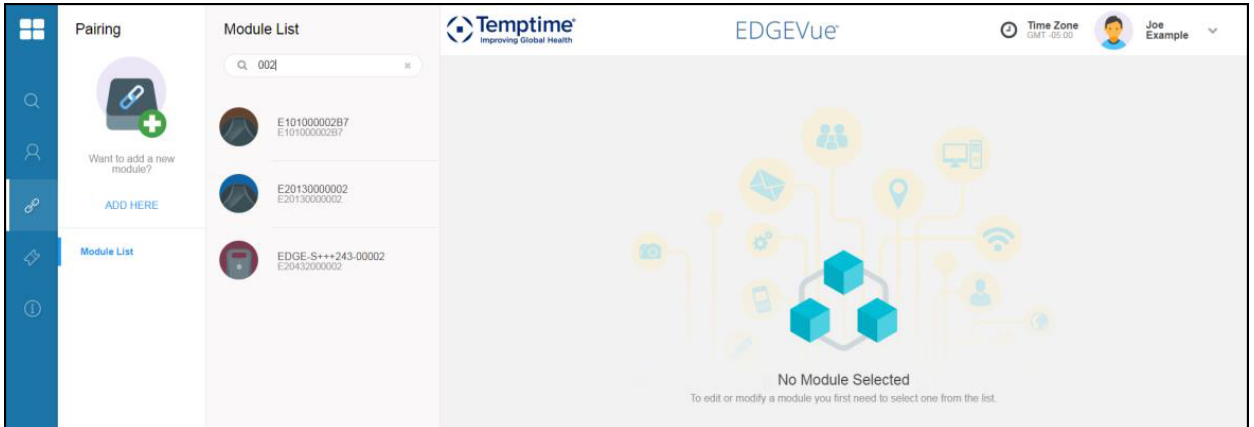 Pairing
Want to add a new
module?
ADD HERE
Module List
Module List
002
E101000002B7
E101000002B7
E20130000002
E20130000002
EDGE-S+++243-00002
E20432000002
Temptime®
Improving Global Health
EDGEVue™
Time Zone
GMT -05:00
Joe
Example
No Module Selected
To edit or modify a module you first need to select one from the list.